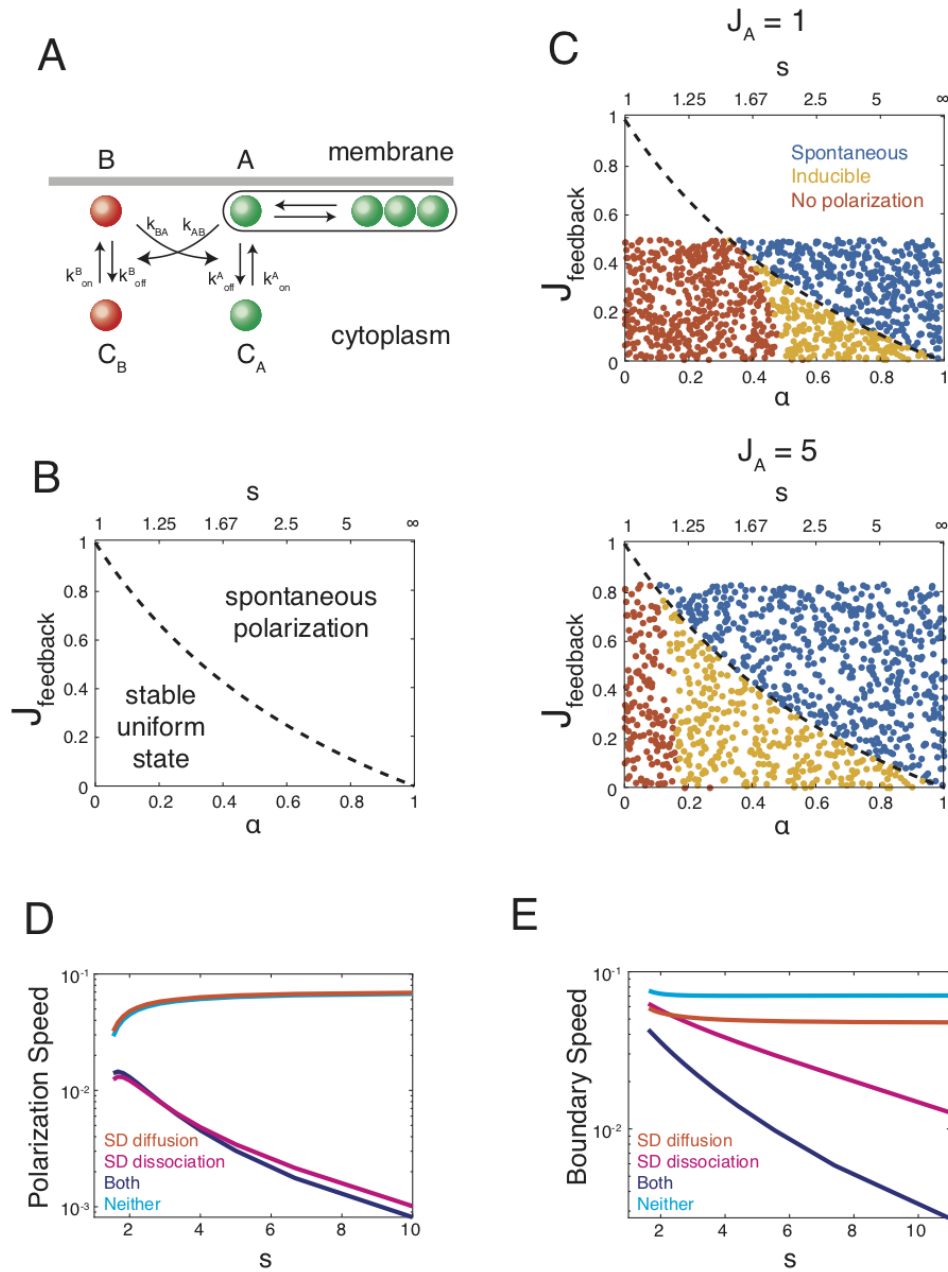 A
B
A
membrane
k_BA
k_AB
k^B_on
k^B_off
k^A_off
k^A_on
C_B
C_A
cytoplasm
B
s
1 1.25 1.67 2.5 5 ∞
J_feedback
1
0.8
0.6
0.4
0.2
0
spontaneous
polarization
stable
uniform
state
0 0.2 0.4 0.6 0.8 1
α
C
J_A = 1
s
1 1.25 1.67 2.5 5 ∞
J_feedback
1
0.8
0.6
0.4
0.2
0
Spontaneous
Inducible
No polarization
0 0.2 0.4 0.6 0.8 1
α
J_A = 5
s
1 1.25 1.67 2.5 5 ∞
J_feedback
1
0.8
0.6
0.4
0.2
0
0 0.2 0.4 0.6 0.8 1
α
D
Polarization Speed
10^-1
10^-2
10^-3
SD diffusion
SD dissociation
Both
Neither
2 4 6 8 10
s
E
Boundary Speed
10^-1
10^-2
SD diffusion
SD dissociation
Both
Neither
2 4 6 8 10
s